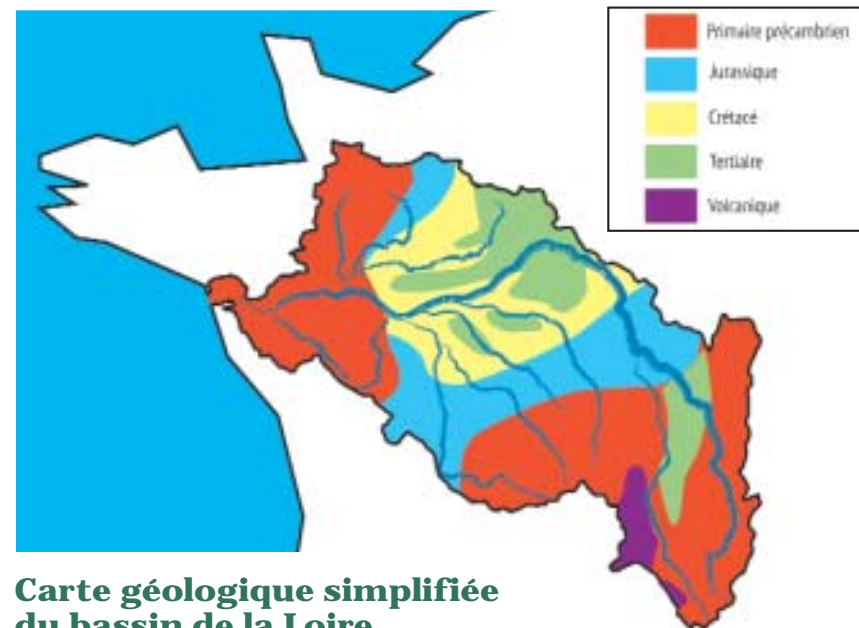 Primaire précambrien
Jurassique
Crétacé
Tertiaire
Volcanique
Carte géologique simplifiée
du bassin de la Loire